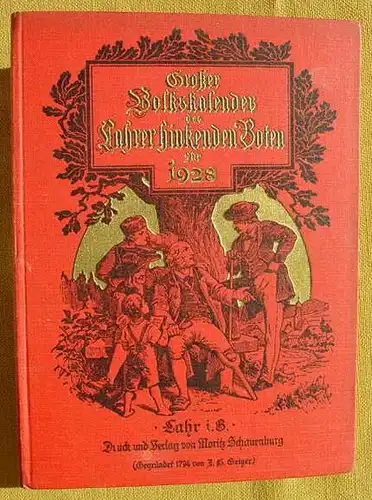 Großer
Volkskalender
des
Lahrer hinkenden Boten
für
1928
Lahr i. B.
Druck und Verlag von Moritz Schauenburg
(Gegründet 1794 von J. H. Geiger)